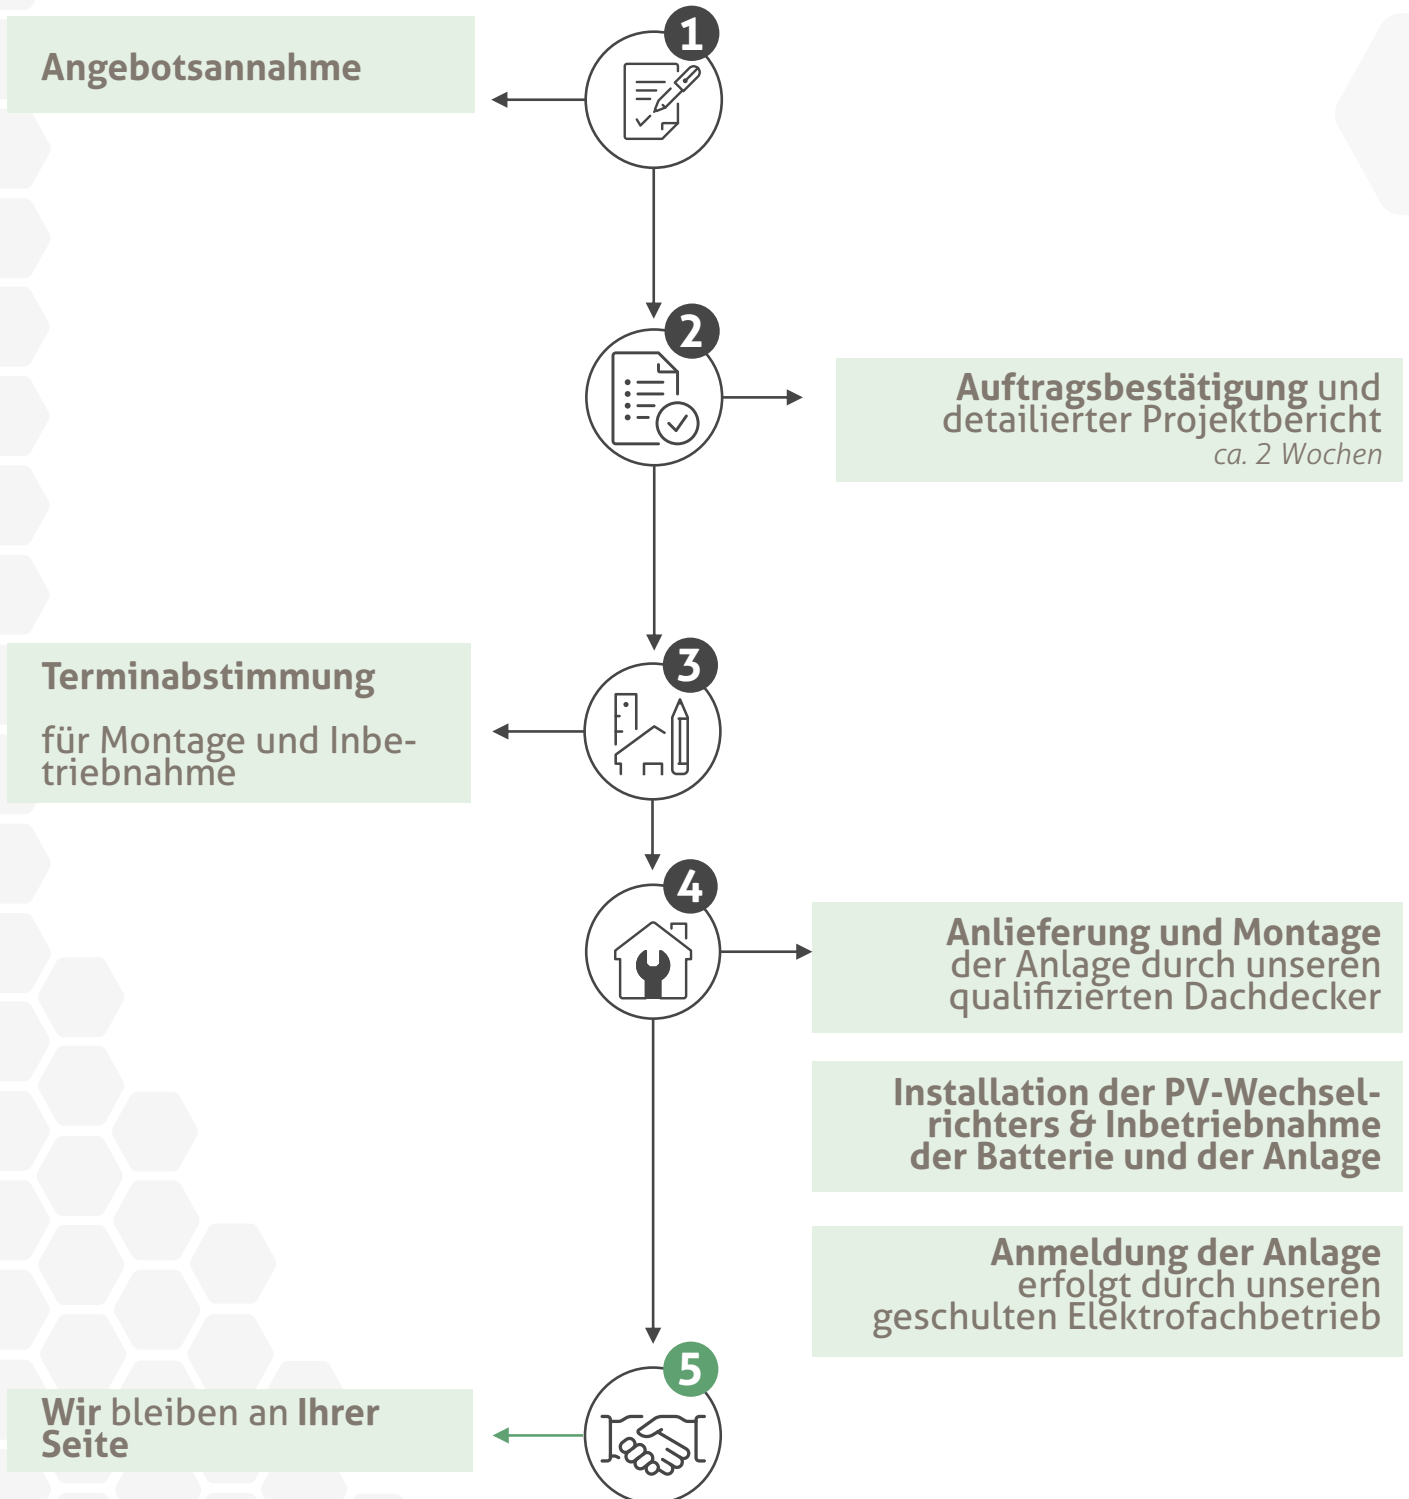 1
Angebotsannahme
2
Auftragsbestätigung und
detailierter Projektbericht
ca. 2 Wochen
3
Terminabstimmung
für Montage und Inbe-
triebnahme
4
Anlieferung und Montage
der Anlage durch unseren
qualifizierten Dachdecker
Installation der PV-Wechsel-
richters & Inbetriebnahme
der Batterie und der Anlage
Anmeldung der Anlage
erfolgt durch unseren
geschulten Elektrofachbetrieb
5
Wir bleiben an Ihrer
Seite